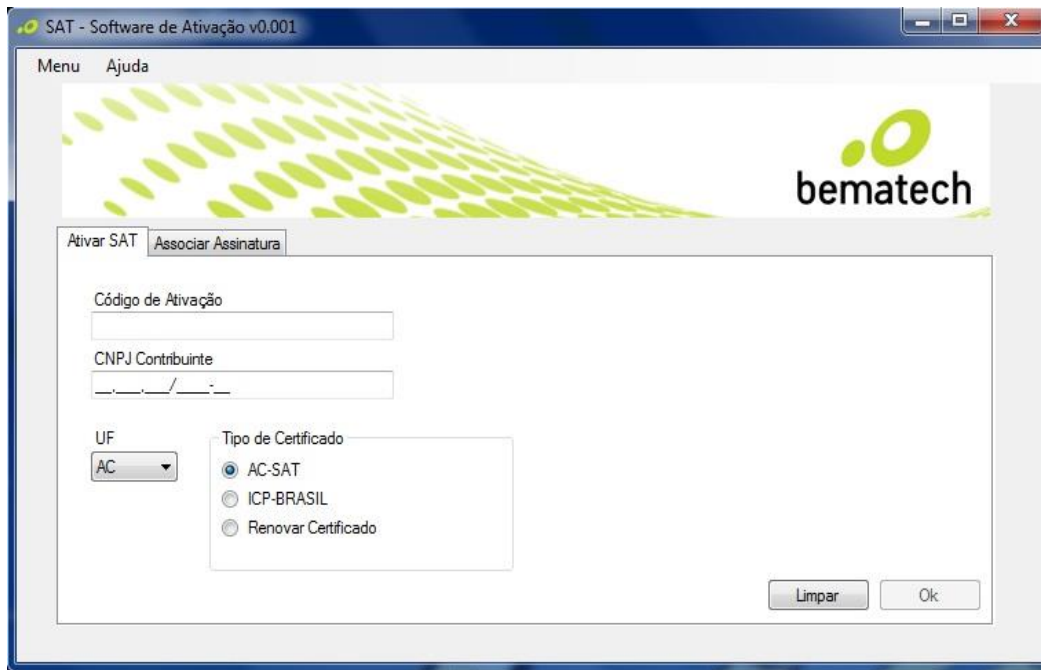 SAT - Software de Ativação v0.001
Menu Ajuda
bematech
Ativar SAT Associar Assinatura
Código de Ativação
CNPJ Contribuinte
__.___.___/____-__
UF Tipo de Certificado
AC AC-SAT
ICP-BRASIL
Renovar Certificado
Limpar Ok